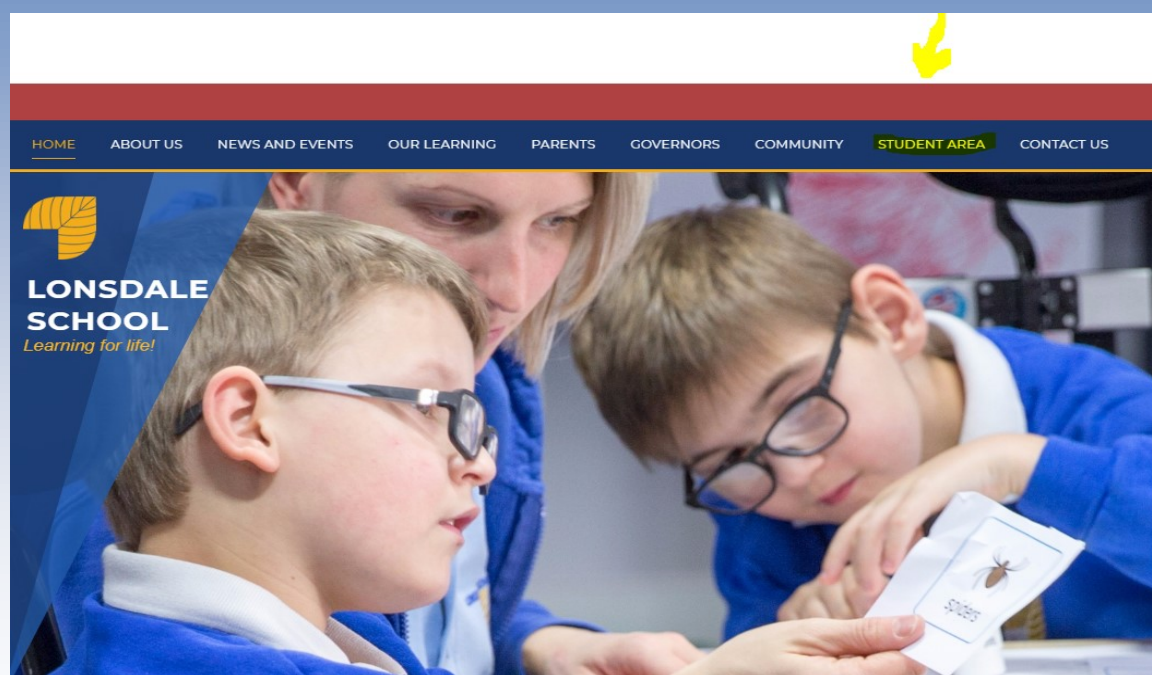 HOME ABOUT US NEWS AND EVENTS OUR LEARNING PARENTS GOVERNORS COMMUNITY STUDENT AREA CONTACT US
LONSDALE
SCHOOL
Learning for life!
spiders